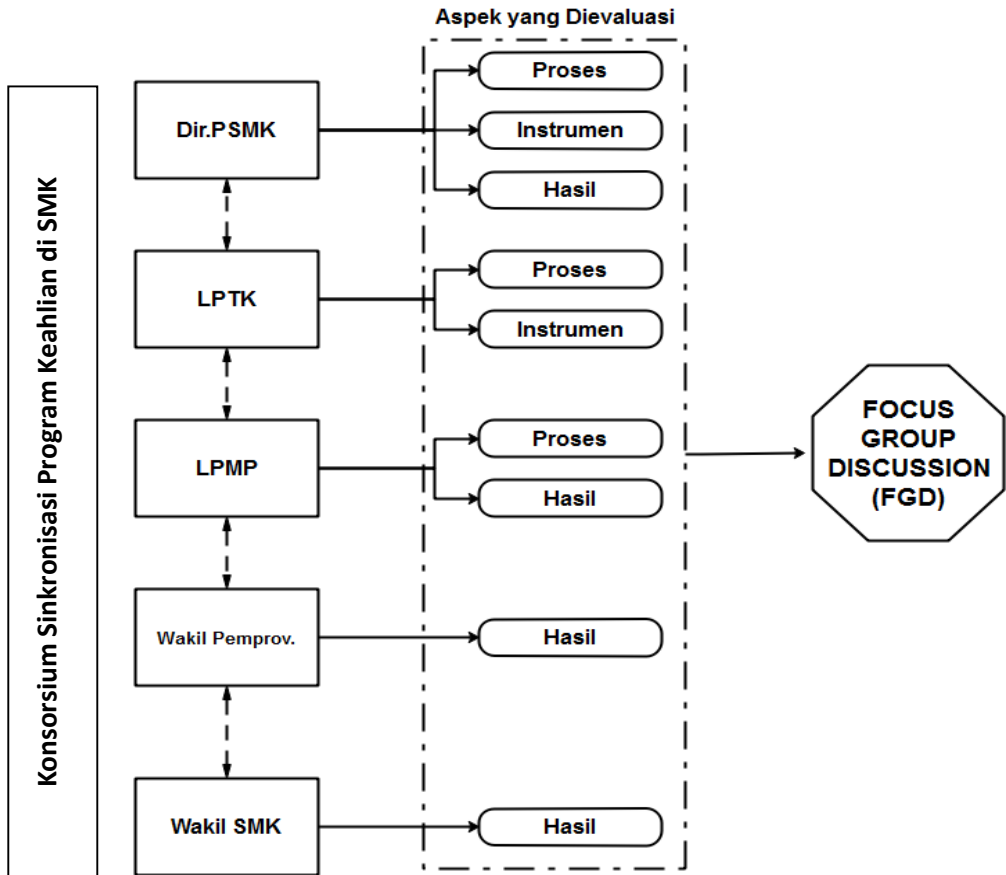 Aspek yang Dievaluasi
Konsorsium Sinkronisasi Program Keahlian di SMK
Dir.PSMK
Proses
Instrumen
Hasil
LPTK
Proses
Instrumen
LPMP
Proses
Hasil
Wakil Pemprov.
Hasil
Wakil SMK
Hasil
FOCUS
GROUP
DISCUSSION
(FGD)